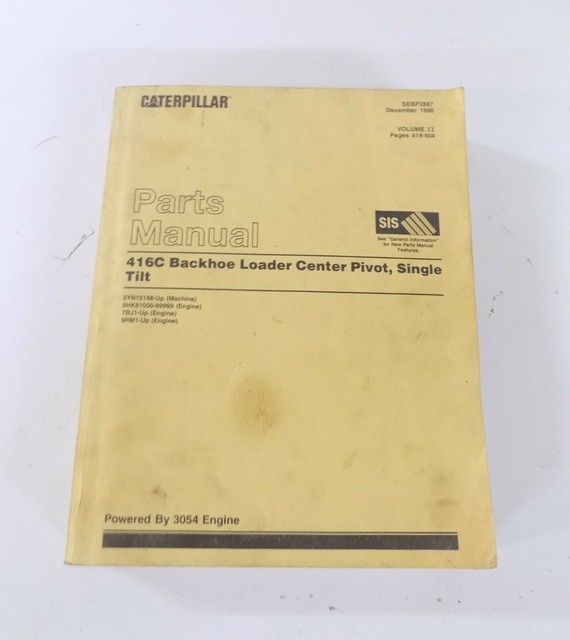 CATERPILLAR
SEBP2687
December 1998
VOLUME II
Pages 419-904
Parts
Manual
SIS
See "General Information"
for New Parts Manual
Features.
416C Backhoe Loader Center Pivot, Single
Tilt
5YN15148-Up (Machine)
5HK81000-99999 (Engine)
7BJ1-Up (Engine)
9RM1-Up (Engine)
Powered By 3054 Engine